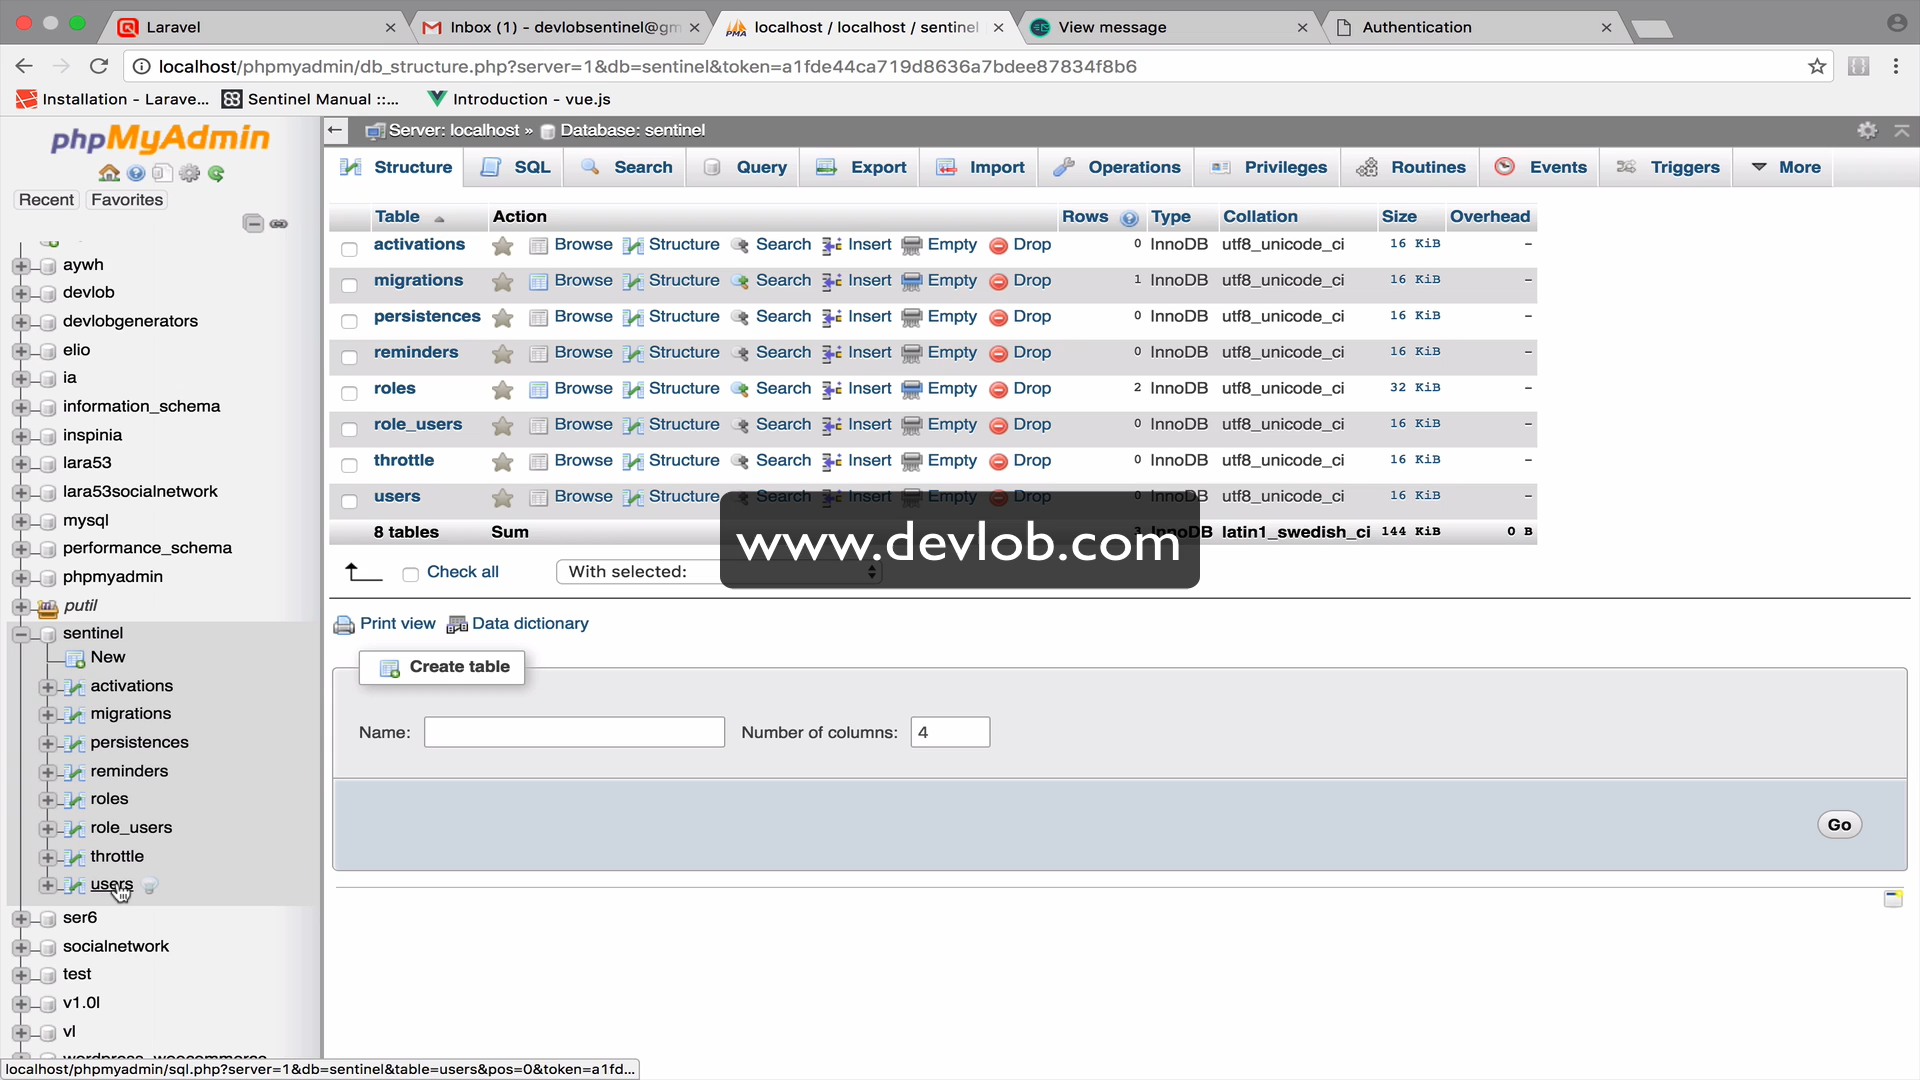 Laravel
Inbox (1) - devlobsentinel@gm
PMA
localhost / localhost / sentinel
View message
Authentication
localhost/phpmyadmin/db_structure.php?server=1&db=sentinel&token=a1fde44ca719d8636a7bdee87834f8b6
Installation - Larave...
Sentinel Manual ::...
Introduction - vue.js
phpMyAdmin
Recent
Favorites
aywh
devlob
devlobgenerators
elio
ia
information_schema
inspinia
lara53
lara53socialnetwork
mysql
performance_schema
phpmyadmin
putil
sentinel
New
activations
migrations
persistences
reminders
roles
role_users
throttle
users
ser6
socialnetwork
test
v1.0l
vl
localhost/phpmyadmin/sql.php?server=1&db=sentinel&table=users&pos=0&token=a1fd...
Server: localhost » Database: sentinel
Structure SQL Search Query Export Import Operations Privileges Routines Events Triggers More
Table Action Rows Type Collation Size Overhead
activations Browse Structure Search Insert Empty Drop 0 InnoDB utf8_unicode_ci 16 KiB -
migrations Browse Structure Search Insert Empty Drop 1 InnoDB utf8_unicode_ci 16 KiB -
persistences Browse Structure Search Insert Empty Drop 0 InnoDB utf8_unicode_ci 16 KiB -
reminders Browse Structure Search Insert Empty Drop 0 InnoDB utf8_unicode_ci 16 KiB -
roles Browse Structure Search Insert Empty Drop 2 InnoDB utf8_unicode_ci 32 KiB -
role_users Browse Structure Search Insert Empty Drop 0 InnoDB utf8_unicode_ci 16 KiB -
throttle Browse Structure Search Insert Empty Drop 0 InnoDB utf8_unicode_ci 16 KiB -
users Browse Structure Search Insert Empty Drop 0 InnoDB utf8_unicode_ci 16 KiB -
8 tables Sum 3 InnoDB latin1_swedish_ci 144 KiB 0 B
www.devlob.com
Check all With selected:
Print view Data dictionary
Create table
Name: Number of columns: 4
Go